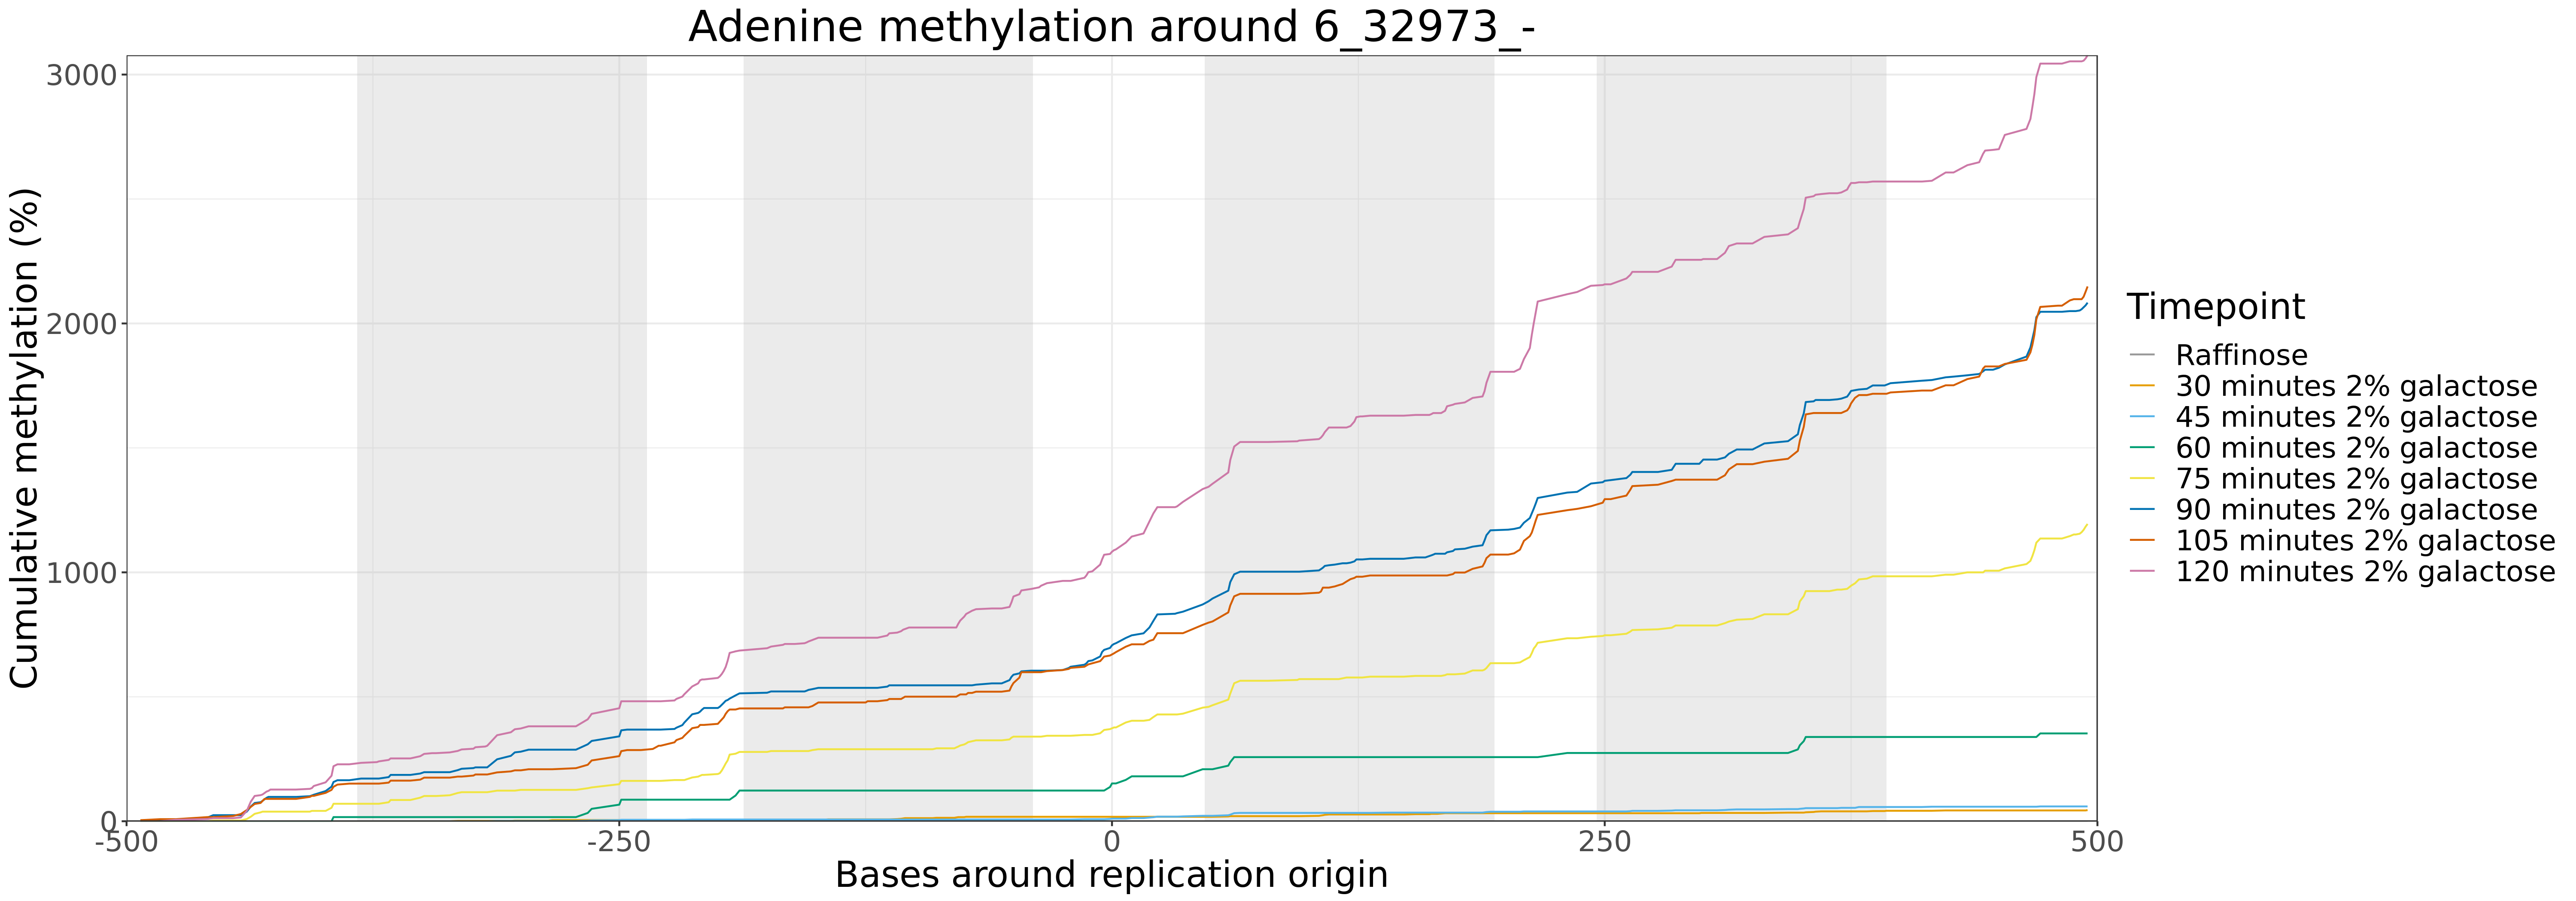 Adenine methylation around 6_32973_-
Cumulative methylation (%)
3000
2000
1000
0
-500
-250
0
250
500
Bases around replication origin
Timepoint
Raffinose
30 minutes 2% galactose
45 minutes 2% galactose
60 minutes 2% galactose
75 minutes 2% galactose
90 minutes 2% galactose
105 minutes 2% galactose
120 minutes 2% galactose